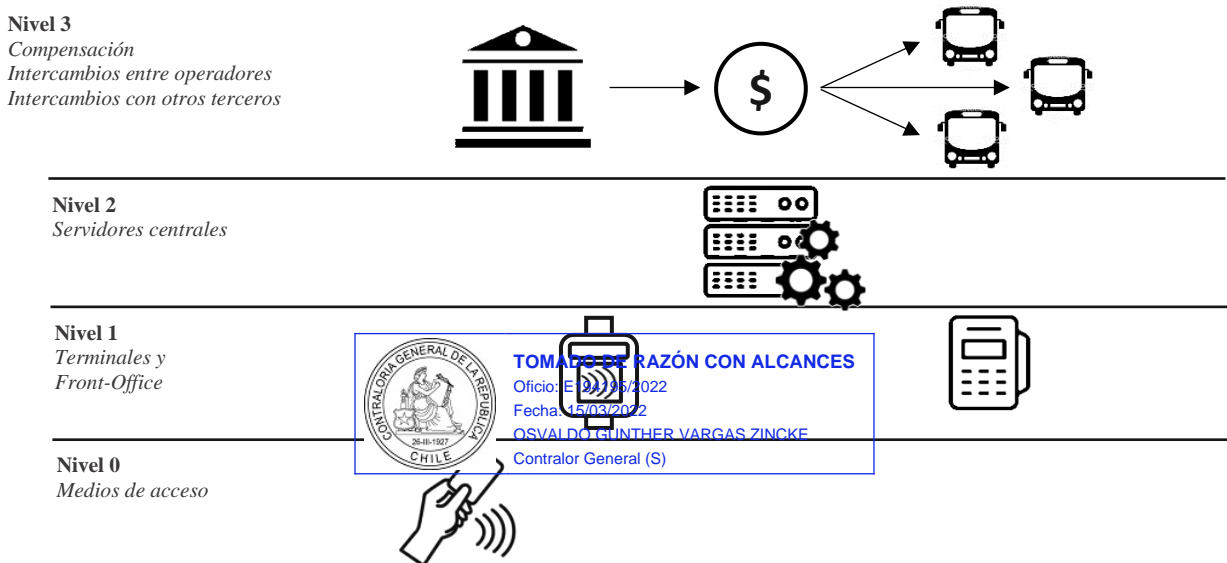 Nivel 3
Compensación
Intercambios entre operadores
Intercambios con otros terceros
$
Nivel 2
Servidores centrales
Nivel 1
Terminales y
Front-Office
CONTRALORIA GENERAL DE LA REPUBLICA
26-III-1927
CHILE
TOMADO DE RAZÓN CON ALCANCES
Oficio: E194195/2022
Fecha: 15/03/2022
OSVALDO GUNTHER VARGAS ZINCKE
Contralor General (S)
Nivel 0
Medios de acceso